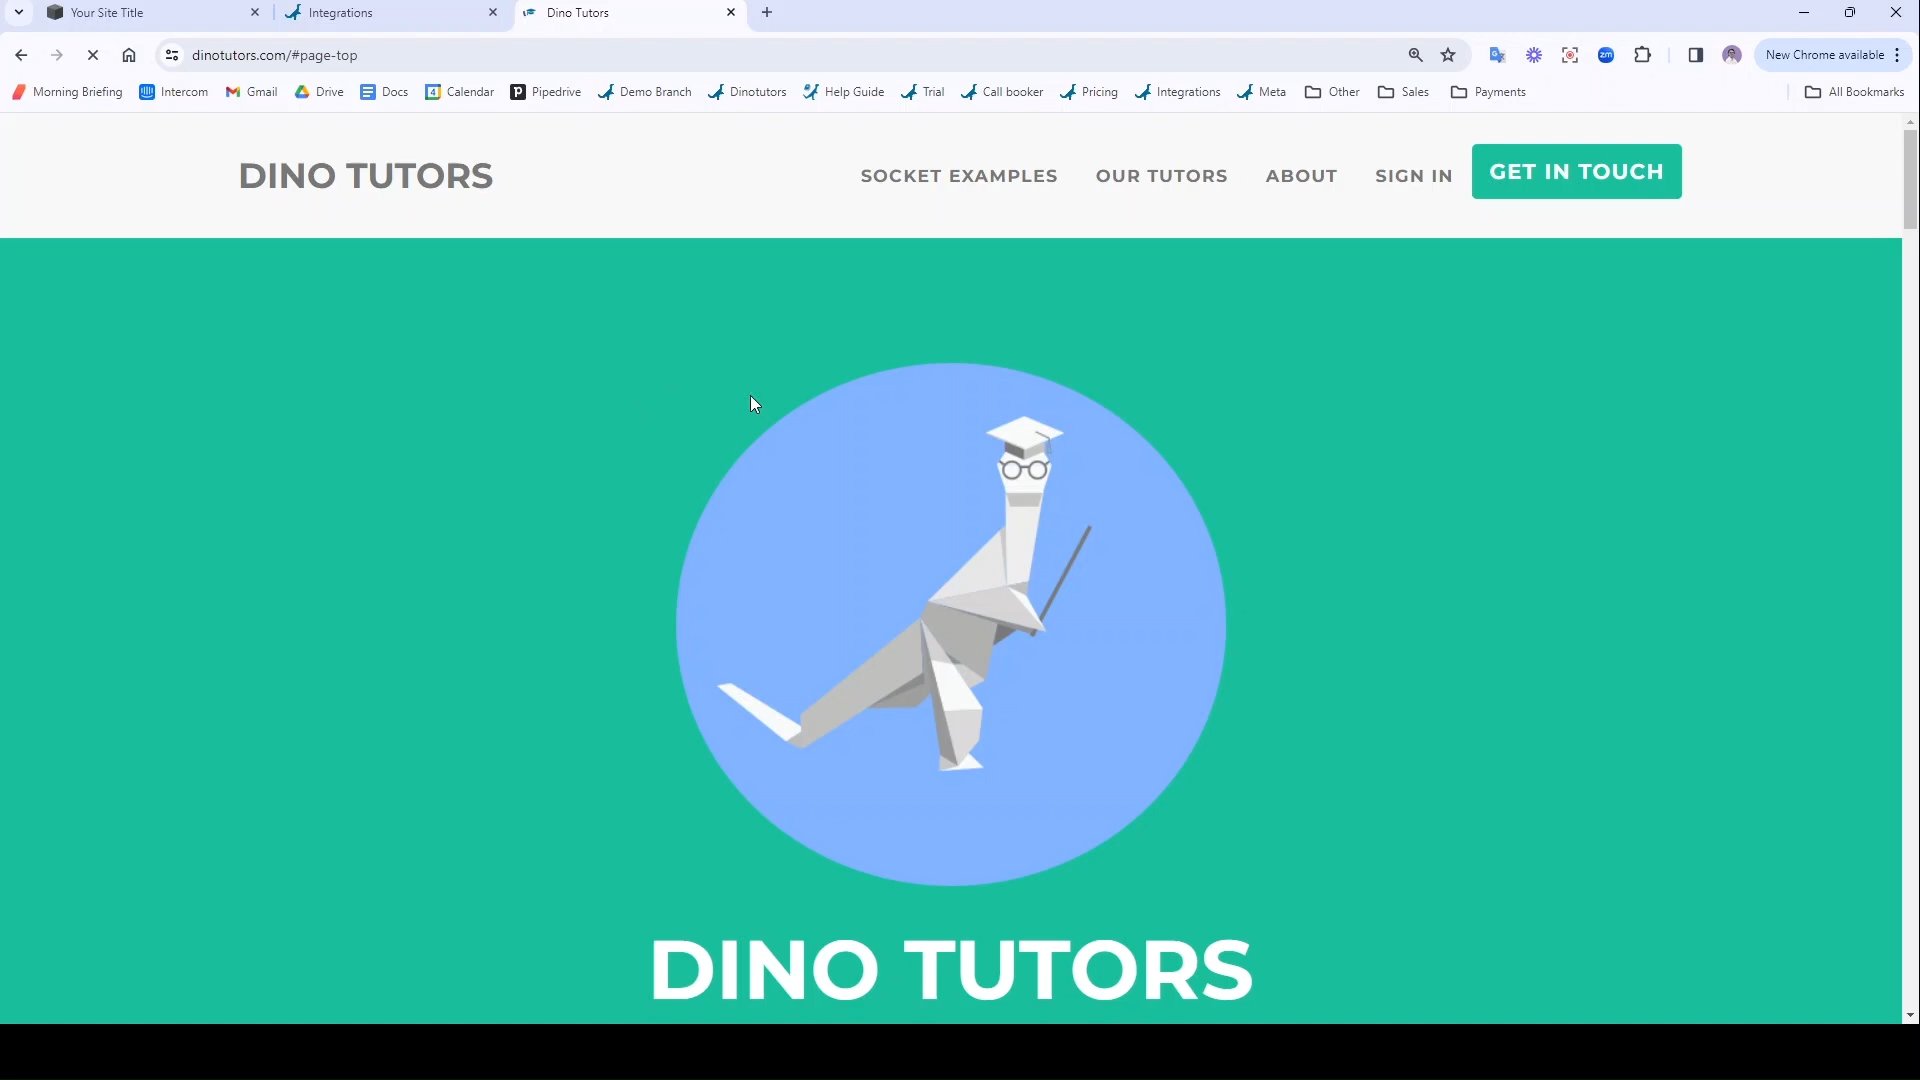 Your Site Title
Integrations
Dino Tutors
dinotutors.com/#page-top
New Chrome available
Morning Briefing
Intercom
Gmail
Drive
Docs
Calendar
Pipedrive
Demo Branch
Dinotutors
Help Guide
Trial
Call booker
Pricing
Integrations
Meta
Other
Sales
Payments
All Bookmarks
DINO TUTORS
SOCKET EXAMPLES
OUR TUTORS
ABOUT
SIGN IN
GET IN TOUCH
DINO TUTORS